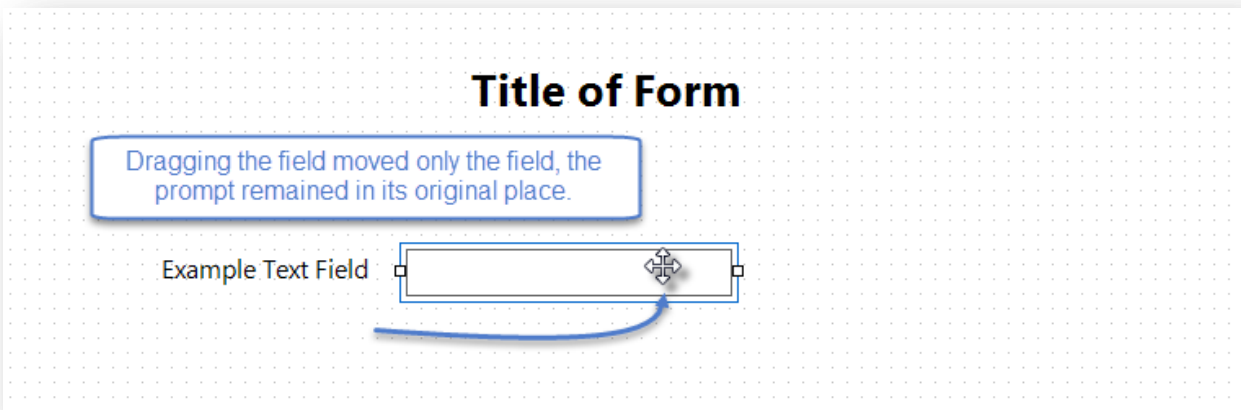 Title of Form
Dragging the field moved only the field, the
prompt remained in its original place.
Example Text Field